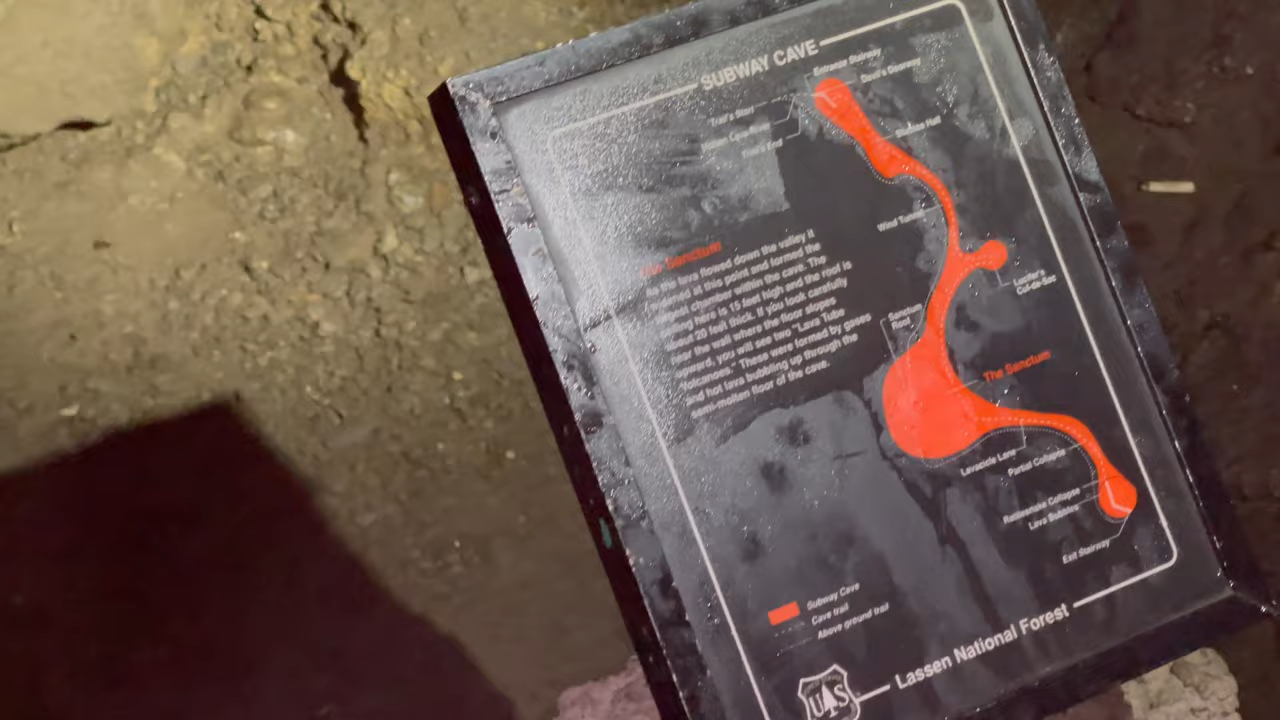 SUBWAY CAVE
Entrance Stairway
Devil's Doorway
Trail's Start
Trail's End
Stubtoe Hall
Wind Tunnel
Lucifer's
Cul-de-Sac
The Sanctum
As the lava flowed down the valley it
at this point and formed the
largest chamber within the cave. The
ceiling here is 15 feet high and the roof is
about 20 feet thick. If you look carefully
near the wall where the floor slopes
upward, you will see two "Lava Tube
Volcanoes." These were formed by gases
and hot lava bubbling up through the
semi-molten floor of the cave.
Sanctum
Roof
The Sanctum
Lavacicle Lane
Partial Collapse
Rattlesnake Collapse
Lava Bubbles
Exit Stairway
Subway Cave
Cave trail
Above ground trail
Lassen National Forest
U S